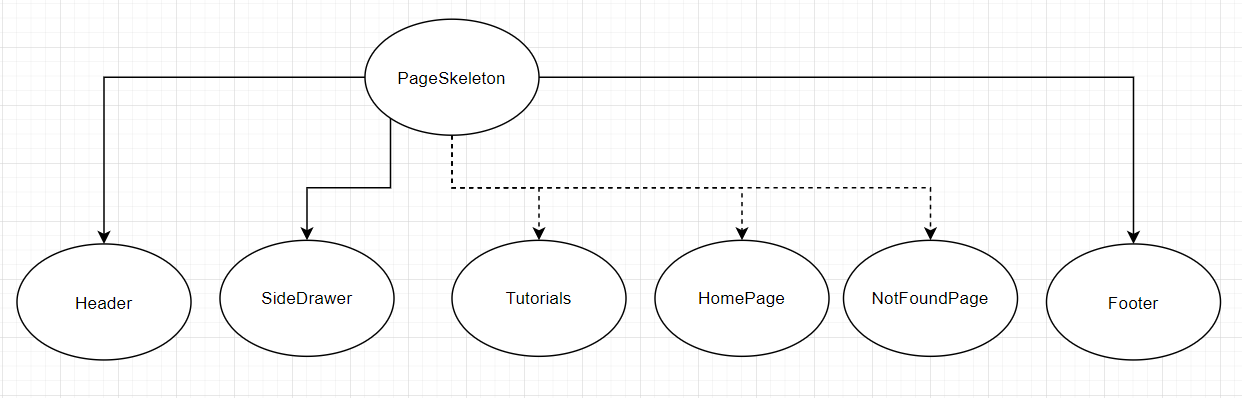 PageSkeleton
Header
SideDrawer
Tutorials
HomePage
NotFoundPage
Footer